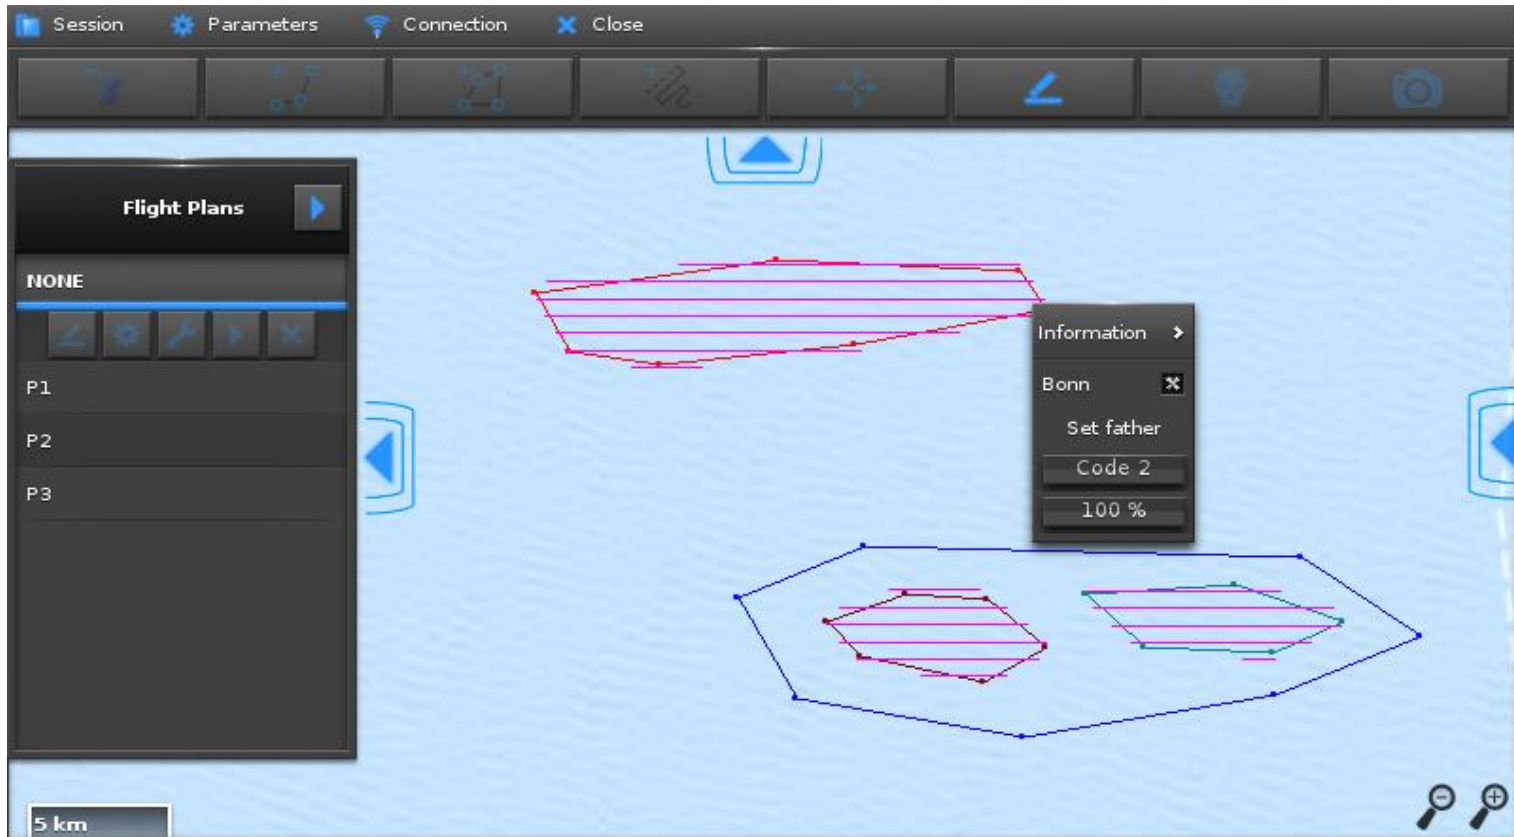 Session Parameters Connection Close
Flight Plans
NONE
P1
P2
P3
Information
Bonn
Set father
Code 2
100 %
5 km